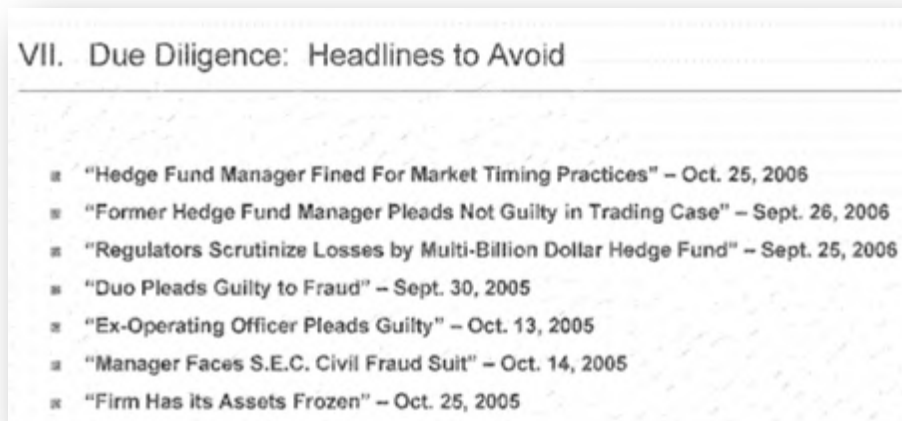 VII. Due Diligence: Headlines to Avoid
"Hedge Fund Manager Fined For Market Timing Practices" – Oct. 25, 2006
"Former Hedge Fund Manager Pleads Not Guilty in Trading Case" – Sept. 26, 2006
"Regulators Scrutinize Losses by Multi-Billion Dollar Hedge Fund" – Sept. 25, 2006
"Duo Pleads Guilty to Fraud" – Sept. 30, 2005
"Ex-Operating Officer Pleads Guilty" – Oct. 13, 2005
"Manager Faces S.E.C. Civil Fraud Suit" – Oct. 14, 2005
"Firm Has its Assets Frozen" – Oct. 25, 2005